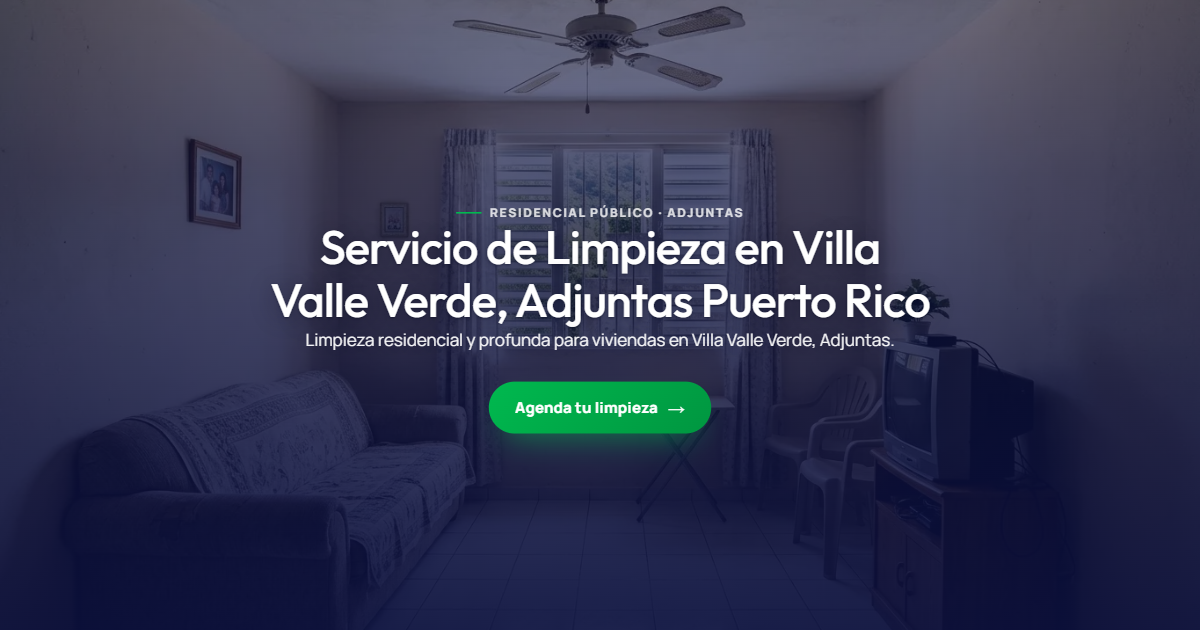 RESIDENCIAL PÚBLICO · ADJUNTAS
Servicio de Limpieza en Villa
Valle Verde, Adjuntas Puerto Rico
Limpieza residencial y profunda para viviendas en Villa Valle Verde, Adjuntas.
Agenda tu limpieza →